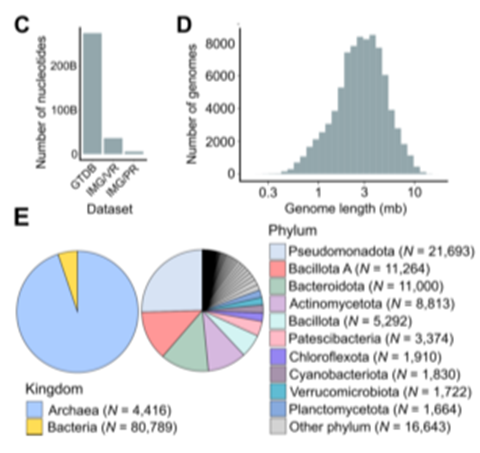 C
Number of nucleotides
200B
100B
0
GTDB
IMG/VR
IMG/PR
Dataset
D
Number of genomes
8000
6000
4000
2000
0
0.3 1 3 10
Genome length (mb)
E
Kingdom
Archaea (N = 4,416)
Bacteria (N = 80,789)
Phylum
Pseudomonadota (N = 21,693)
Bacillota A (N = 11,264)
Bacteroidota (N = 11,000)
Actinomycetota (N = 8,813)
Bacillota (N = 5,292)
Patescibacteria (N = 3,374)
Chloroflexota (N = 1,910)
Cyanobacteriota (N = 1,830)
Verrucomicrobiota (N = 1,722)
Planctomycetota (N = 1,664)
Other phylum (N = 16,643)